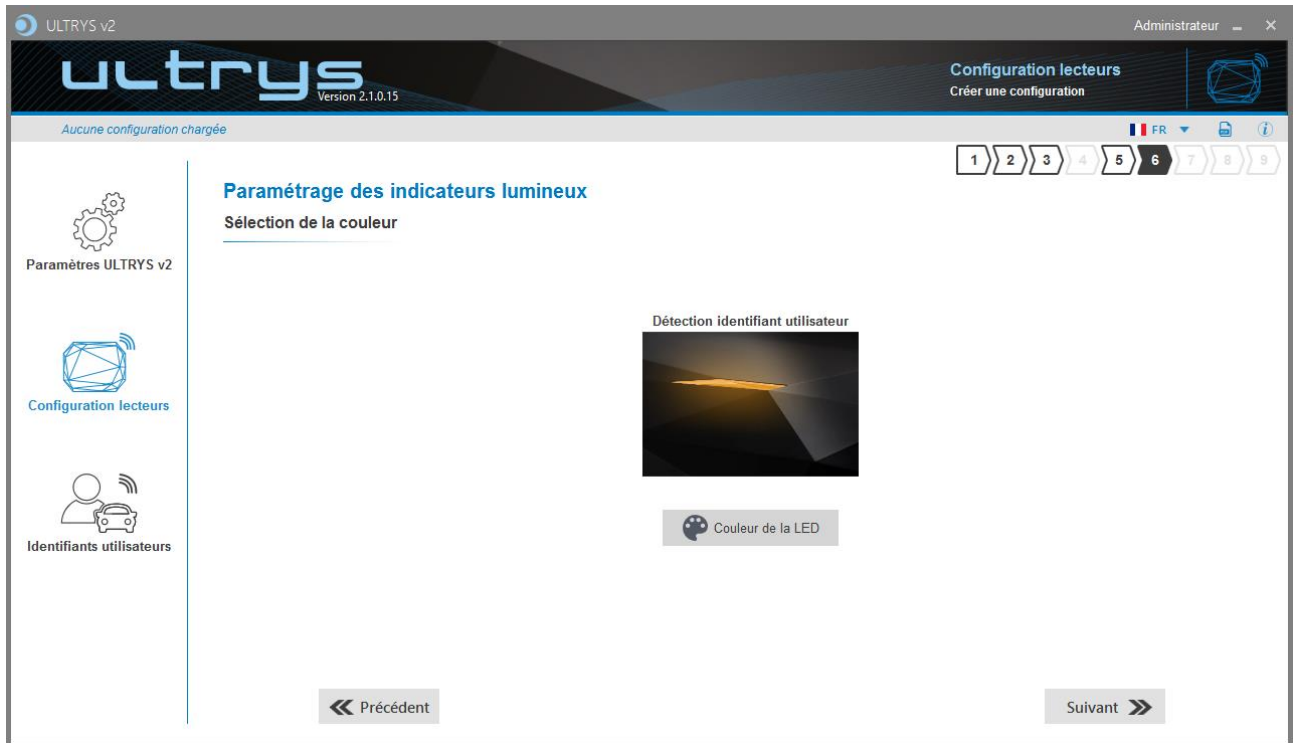 ULTRYS v2
Administrateur
ultrys
Version 2.1.0.15
Configuration lecteurs
Créer une configuration
Aucune configuration chargée
FR
1 2 3 4 5 6 7 8 9
Paramétrage des indicateurs lumineux
Sélection de la couleur
Paramètres ULTRYS v2
Configuration lecteurs
Identifiants utilisateurs
Détection identifiant utilisateur
Couleur de la LED
Précédent
Suivant